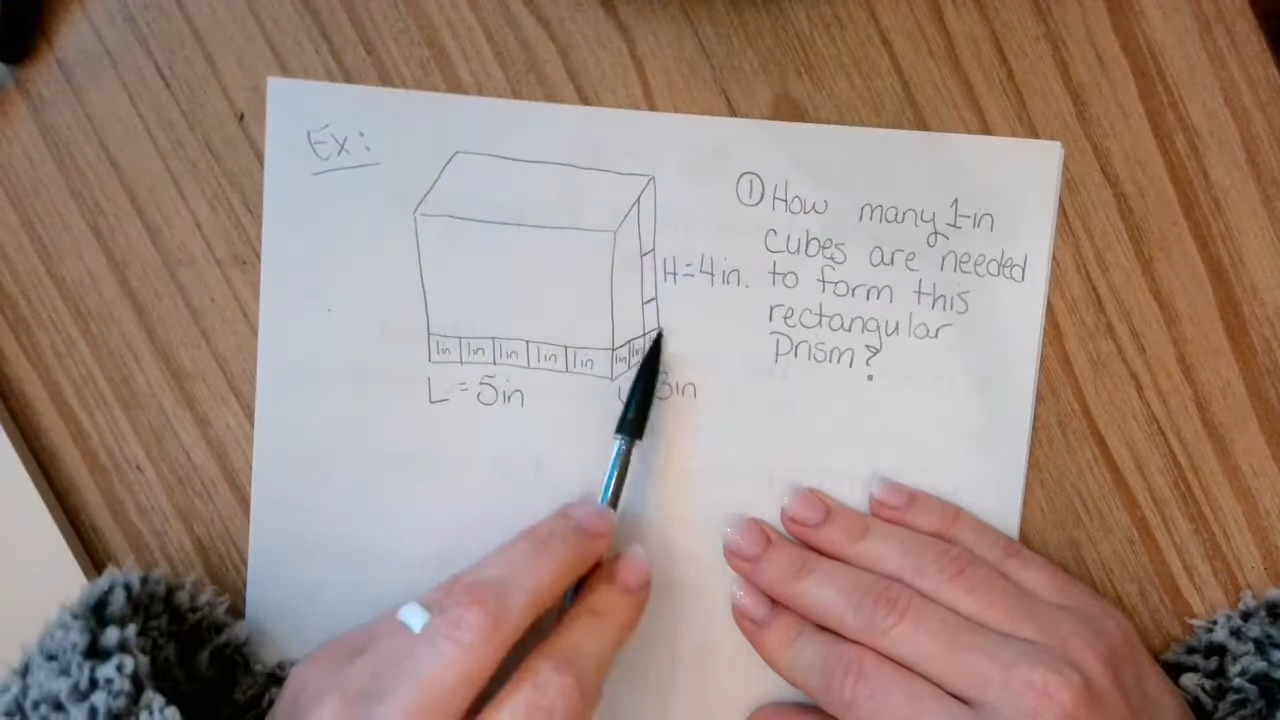 Ex:
① How many 1-in
cubes are needed
to form this
rectangular
Prism?
H=4in.
1in 1in 1in 1in 1in 1in 1in
L=5in
3in